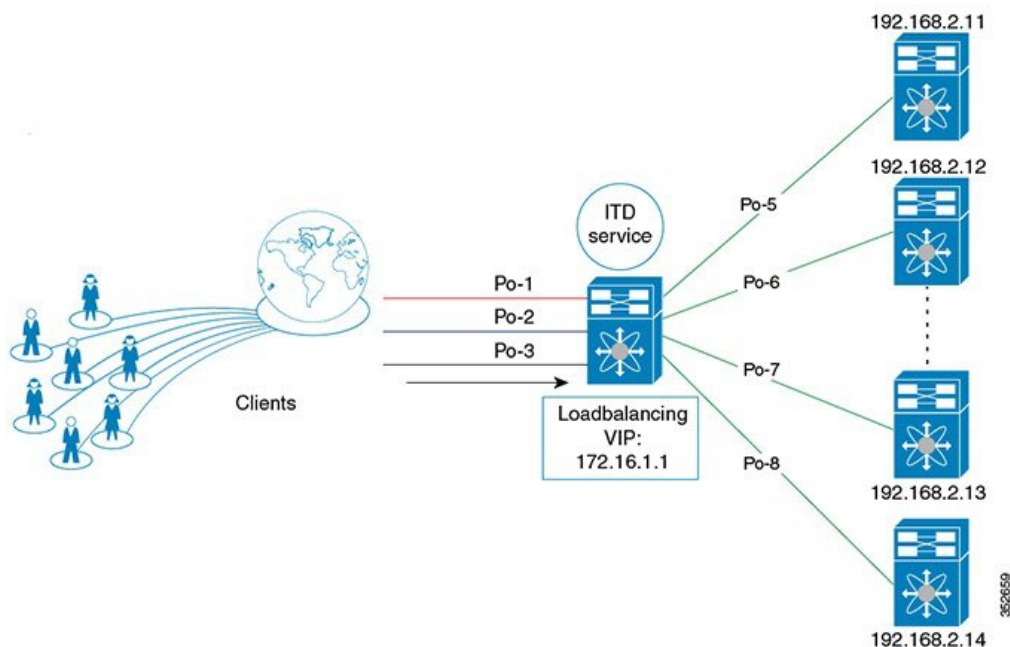 192.168.2.11
192.168.2.12
Po-5
ITD
service
Po-6
Po-1
Po-2
Po-3
Po-7
Clients
Loadbalancing
VIP:
172.16.1.1
Po-8
192.168.2.13
352659
192.168.2.14